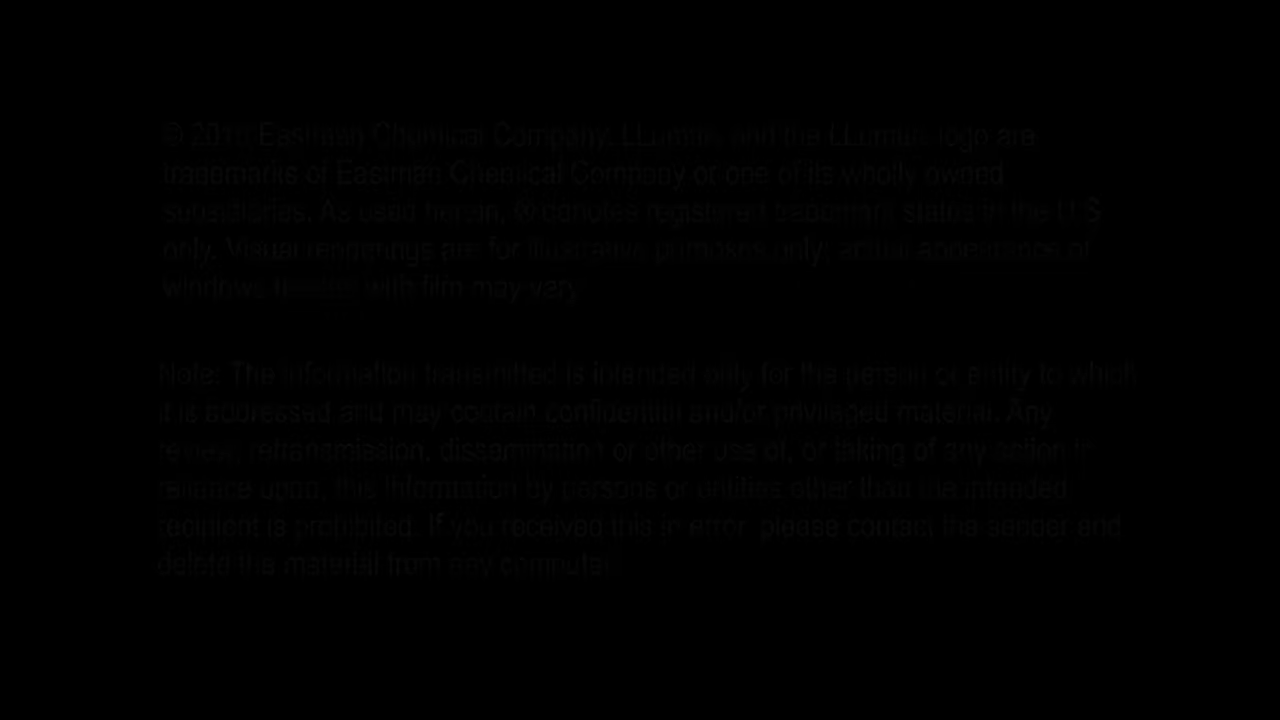 Eastman Chemical Company. LLumar and the LLumar logo are
trademarks of Eastman Chemical Company or one of its wholly owned
subsidiaries. As used herein, ® denotes registered trademark status in the U.S.
only. Visual renderings are for illustrative purposes only; actual appearance of
windows treated with film may vary.
Note: The information transmitted is intended only for the person or entity to which
it is addressed and may contain confidential and/or privileged material. Any
review, retransmission, dissemination or other use of, or taking of any action in
reliance upon, this information by persons or entities other than the intended
recipient is prohibited. If you received this in error, please contact the sender and
delete the material from any computer.